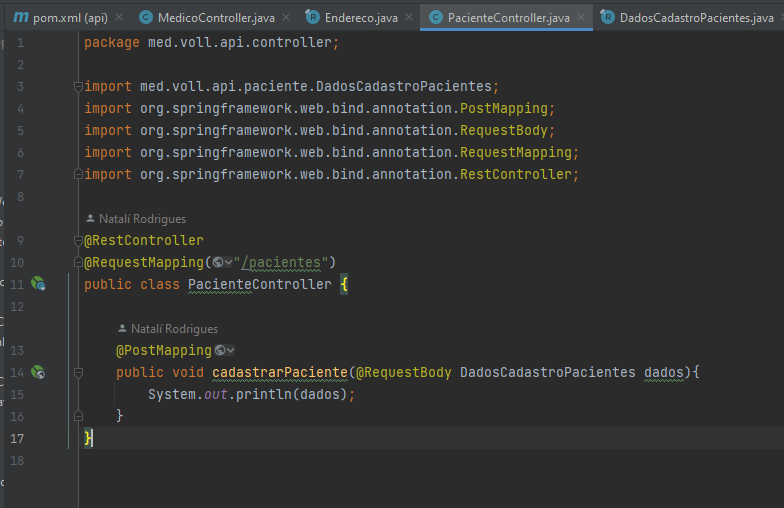 m pom.xml (api) × C MedicoController.java × R Endereco.java × C PacienteController.java × R DadosCadastroPacientes.java
1 package med.voll.api.controller;
2
3 import med.voll.api.paciente.DadosCadastroPacientes;
4 import org.springframework.web.bind.annotation.PostMapping;
5 import org.springframework.web.bind.annotation.RequestBody;
6 import org.springframework.web.bind.annotation.RequestMapping;
7 import org.springframework.web.bind.annotation.RestController;
8
Natalí Rodrigues
9 @RestController
10 @RequestMapping("/pacientes")
11 public class PacienteController {
12
Natalí Rodrigues
13 @PostMapping
14 public void cadastrarPaciente(@RequestBody DadosCadastroPacientes dados){
15 System.out.println(dados);
16 }
17 }
18